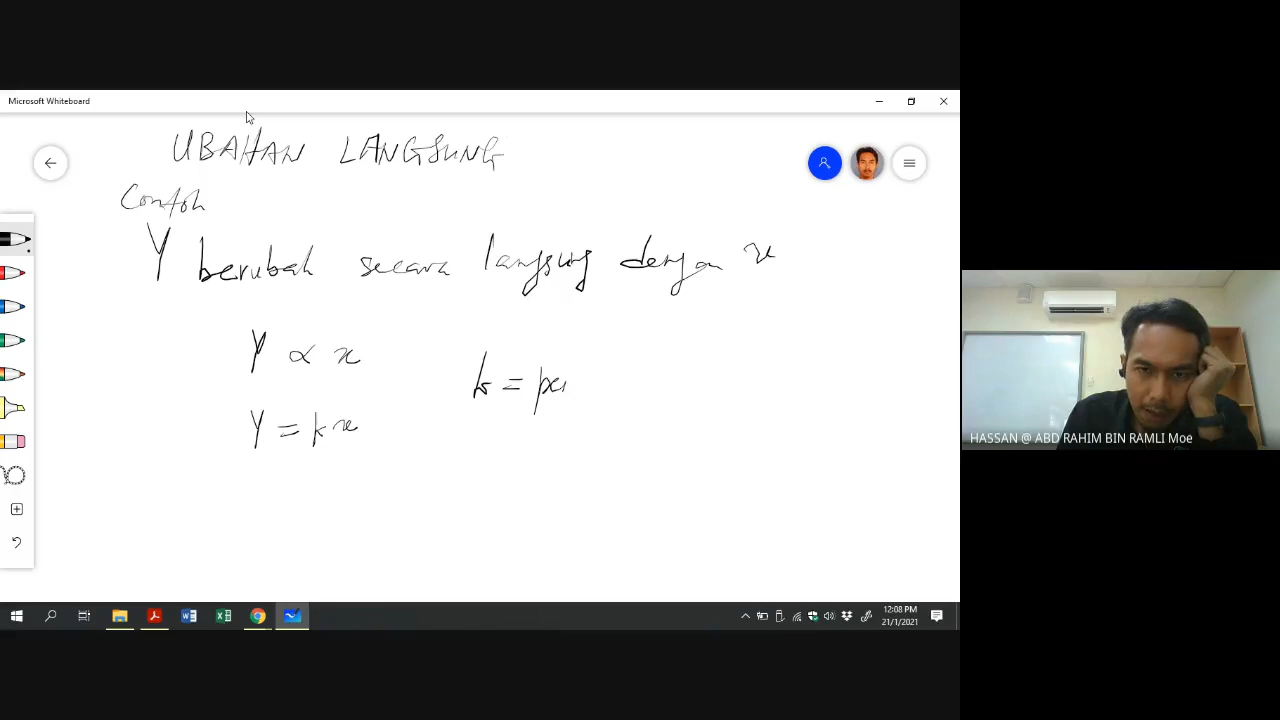 Microsoft Whiteboard
UBAHAN LANGSUNG
Contoh
Y berubah secara langsung dengan x
Y ∝ x
k = pe
Y = kx
HASSAN @ ABD RAHIM BIN RAMLI Moe
12:08 PM
21/1/2021